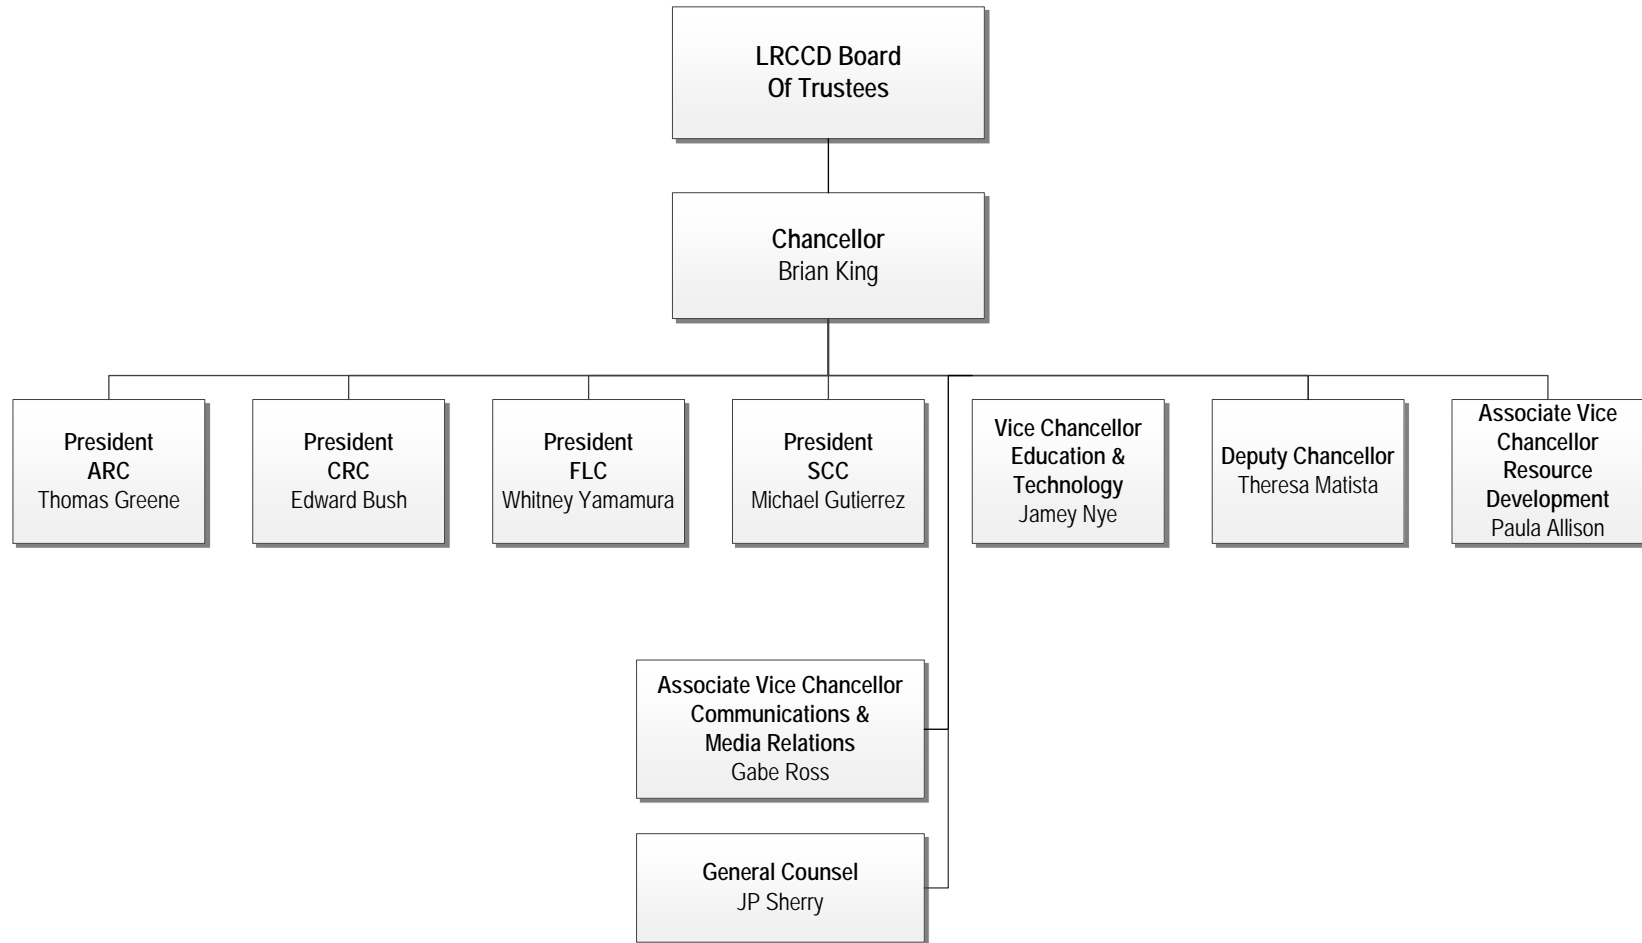 LRCCD Board
Of Trustees
Chancellor
Brian King
President
ARC
Thomas Greene
President
CRC
Edward Bush
President
FLC
Whitney Yamamura
President
SCC
Michael Gutierrez
Vice Chancellor
Education &
Technology
Jamey Nye
Deputy Chancellor
Theresa Matista
Associate Vice
Chancellor
Resource
Development
Paula Allison
Associate Vice Chancellor
Communications &
Media Relations
Gabe Ross
General Counsel
JP Sherry